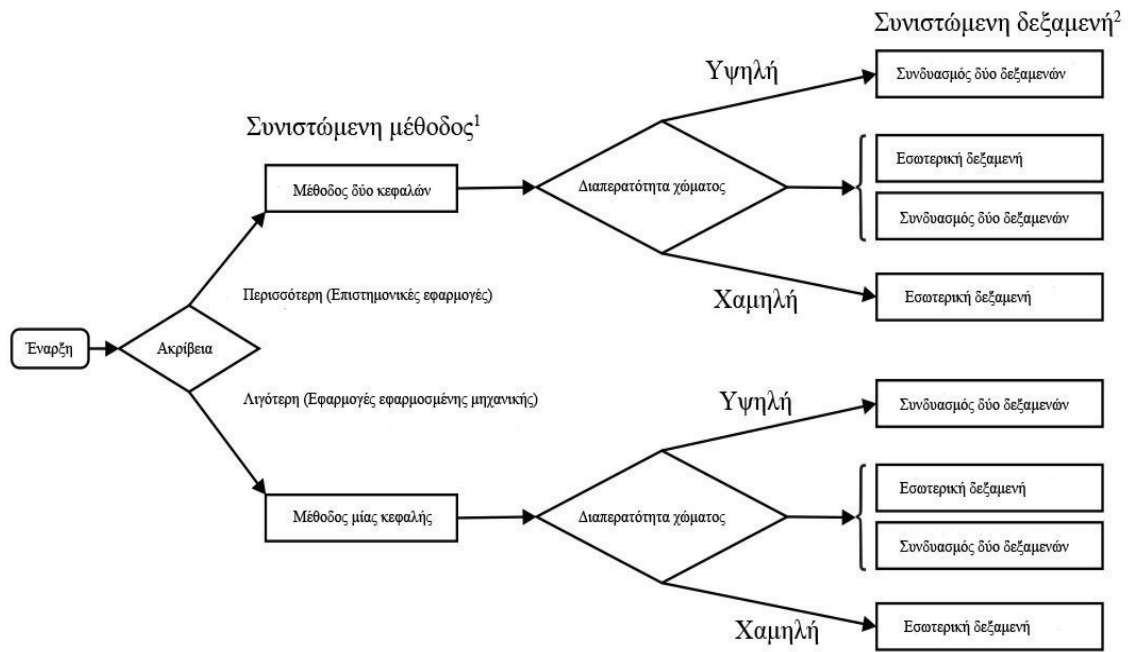 Συνιστώμενη δεξαμενή²
Υψηλή
Συνδυασμός δύο δεξαμενών
Συνιστώμενη μέθοδος¹
Μέθοδος δύο κεφαλών
Διαπερατότητα χώματος
Εσωτερική δεξαμενή
Συνδυασμός δύο δεξαμενών
Χαμηλή
Εσωτερική δεξαμενή
Περισσότερη (Επιστημονικές εφαρμογές)
Έναρξη
Ακρίβεια
Λιγότερη (Εφαρμογές εφαρμοσμένης μηχανικής)
Υψηλή
Συνδυασμός δύο δεξαμενών
Μέθοδος μίας κεφαλής
Διαπερατότητα χώματος
Εσωτερική δεξαμενή
Συνδυασμός δύο δεξαμενών
Χαμηλή
Εσωτερική δεξαμενή